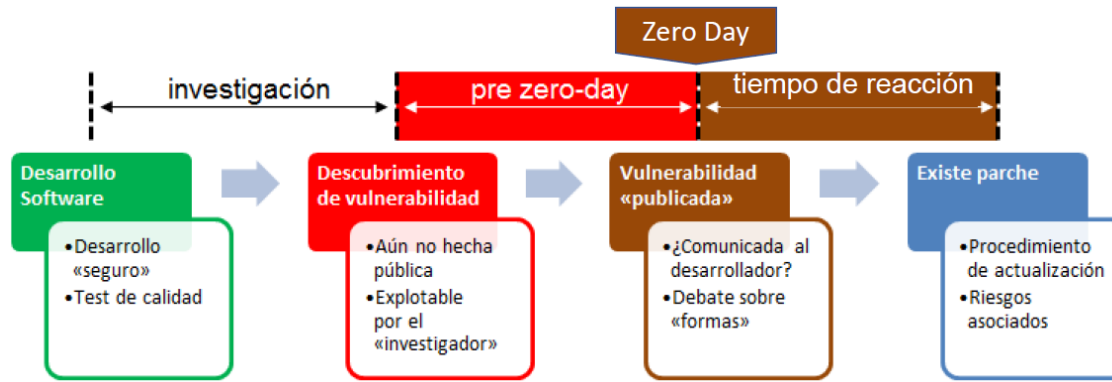 Zero Day
investigación
pre zero-day
tiempo de reacción
Desarrollo
Software
•Desarrollo
«seguro»
•Test de calidad
Descubrimiento
de vulnerabilidad
•Aún no hecha
pública
•Explotable
por el
«investigador»
Vulnerabilidad
«publicada»
•¿Comunicada al
desarrollador?
•Debate sobre
«formas»
Existe parche
•Procedimiento
de actualización
•Riesgos
asociados